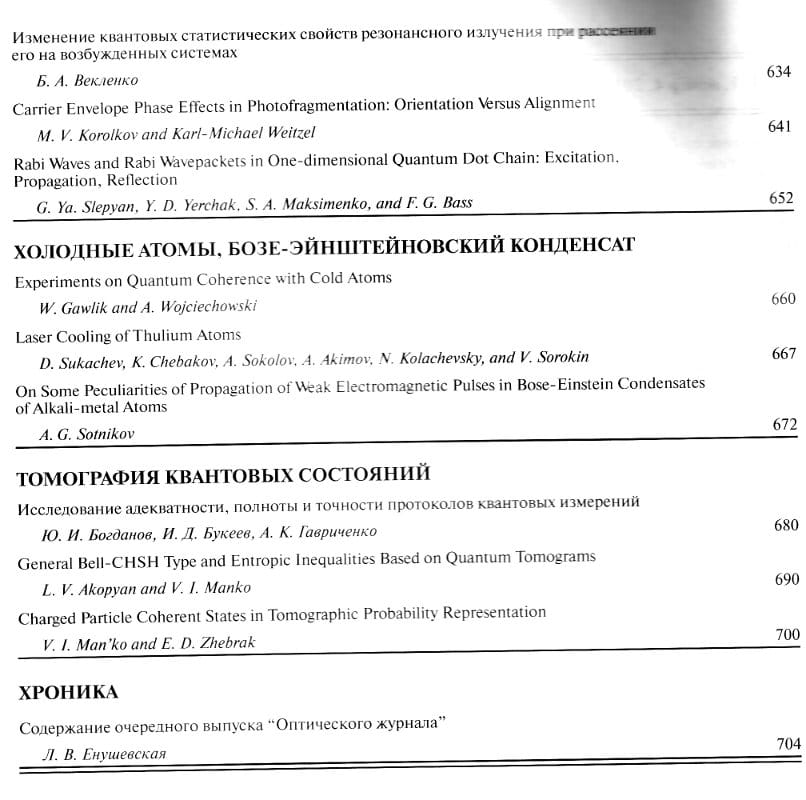 Изменение квантовых статистических свойств резонансного излучения при рассеянии
его на возбужденных системах
Б. А. Векленко 634
Carrier Envelope Phase Effects in Photofragmentation: Orientation Versus Alignment
M. V. Korolkov and Karl-Michael Weitzel 641
Rabi Waves and Rabi Wavepackets in One-dimensional Quantum Dot Chain: Excitation,
Propagation, Reflection
G. Ya. Slepyan, Y. D. Yerchak, S. A. Maksimenko, and F. G. Bass 652
ХОЛОДНЫЕ АТОМЫ, БОЗЕ-ЭЙНШТЕЙНОВСКИЙ КОНДЕНСАТ
Experiments on Quantum Coherence with Cold Atoms
W. Gawlik and A. Wojciechowski 660
Laser Cooling of Thulium Atoms
D. Sukachev, K. Chebakov, A. Sokolov, A. Akimov, N. Kolachevsky, and V. Sorokin 667
On Some Peculiarities of Propagation of Weak Electromagnetic Pulses in Bose-Einstein Condensates
of Alkali-metal Atoms
A. G. Sotnikov 672
ТОМОГРАФИЯ КВАНТОВЫХ СОСТОЯНИЙ
Исследование адекватности, полноты и точности протоколов квантовых измерений
Ю. И. Богданов, И. Д. Букеев, А. К. Гавриченко 680
General Bell-CHSH Type and Entropic Inequalities Based on Quantum Tomograms
L. V. Akopyan and V. I. Manko 690
Charged Particle Coherent States in Tomographic Probability Representation
V. I. Man'ko and E. D. Zhebrak 700
ХРОНИКА
Содержание очередного выпуска “Оптического журнала”
Л. В. Енушевская 704